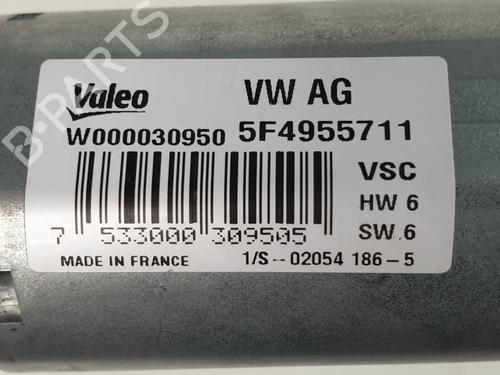 B-PARTS
Valeo VW AG
W000030950 5F4955711
VSC
HW 6
SW 6
7 533000 309505
MADE IN FRANCE 1/S--02054 186-5